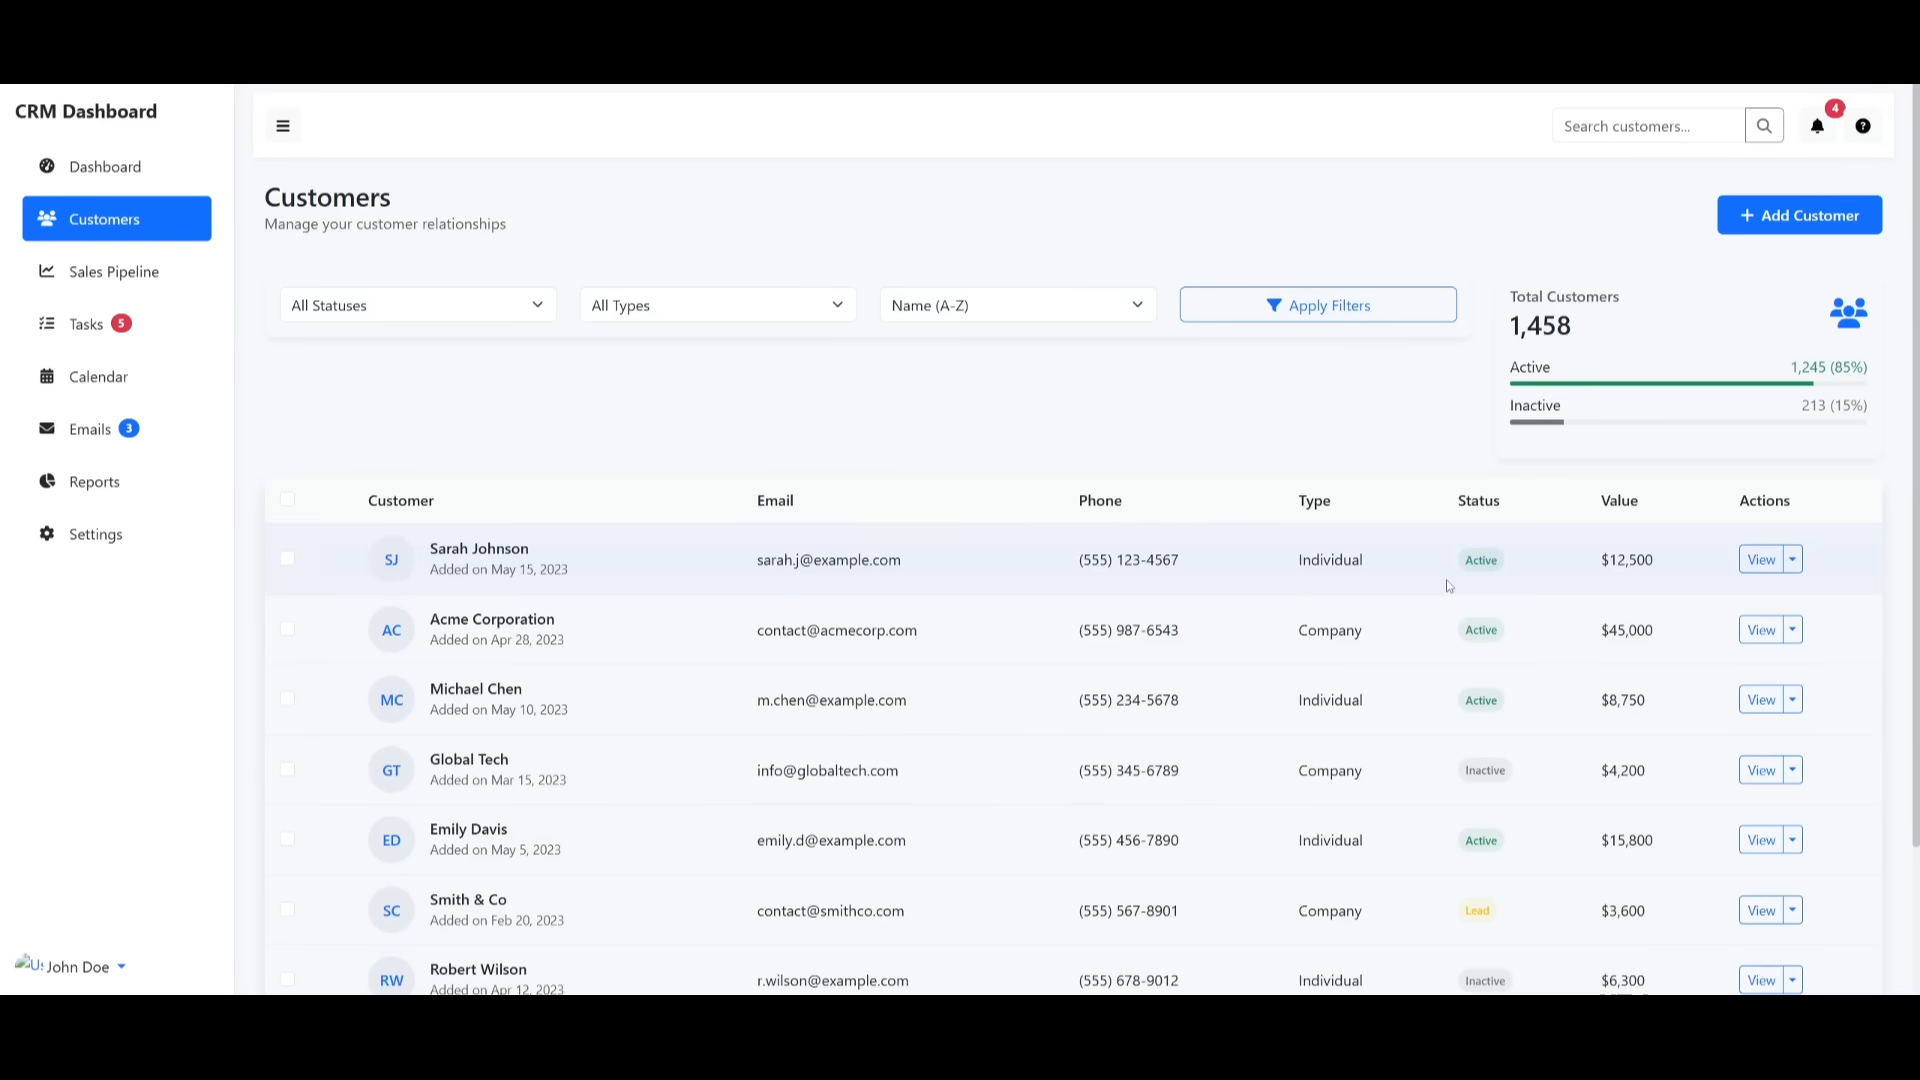 CRM Dashboard
Dashboard
Customers
Sales Pipeline
Tasks 5
Calendar
Emails 3
Reports
Settings
John Doe
Search customers...
4
Customers
Manage your customer relationships
+ Add Customer
All Statuses
All Types
Name (A-Z)
Apply Filters
Total Customers
1,458
Active 1,245 (85%)
Inactive 213 (15%)
Customer Email Phone Type Status Value Actions
SJ Sarah Johnson sarah.j@example.com (555) 123-4567 Individual Active $12,500 View
Added on May 15, 2023
AC Acme Corporation contact@acmecorp.com (555) 987-6543 Company Active $45,000 View
Added on Apr 28, 2023
MC Michael Chen m.chen@example.com (555) 234-5678 Individual Active $8,750 View
Added on May 10, 2023
GT Global Tech info@globaltech.com (555) 345-6789 Company Inactive $4,200 View
Added on Mar 15, 2023
ED Emily Davis emily.d@example.com (555) 456-7890 Individual Active $15,800 View
Added on May 5, 2023
SC Smith & Co contact@smithco.com (555) 567-8901 Company Lead $3,600 View
Added on Feb 20, 2023
RW Robert Wilson r.wilson@example.com (555) 678-9012 Individual Inactive $6,300 View
Added on Apr 12, 2023